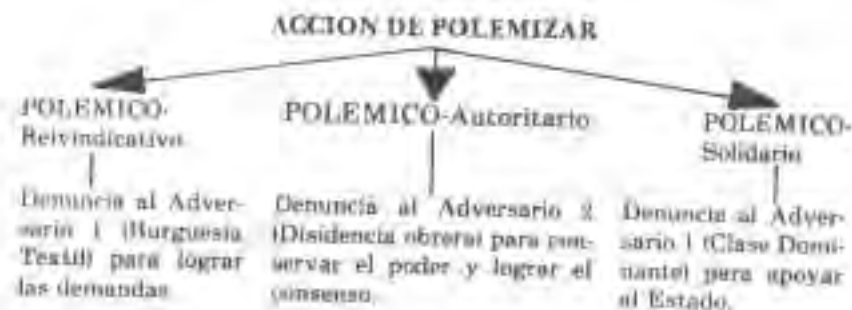 ACCION DE POLEMIZAR
POLEMICO-
Reivindicativo
POLEMICO-Autoritario
POLEMICO-
Solidario
Denuncia al Adver-
sario 1 (Burguesía
Textil) para lograr
las demandas.
Denuncia al Adversario 2
(Disidencia obrera) para con-
servar el poder y lograr el
consenso.
Denuncia al Adver-
sario 1 (Clase Domi-
nante) para apoyar
al Estado.